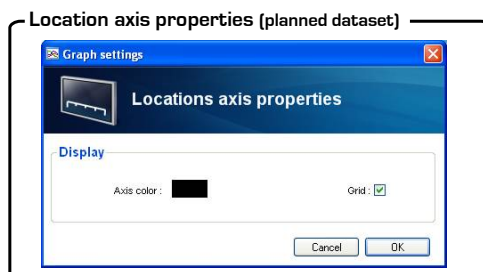 Location axis properties (planned dataset)
Graph settings
Locations axis properties
Display
Axis color :
Grid :
Cancel
OK